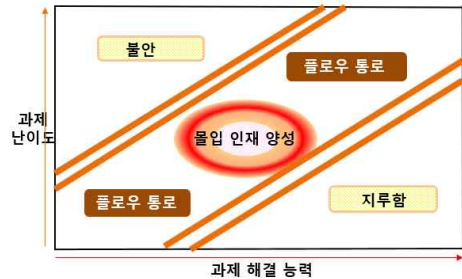 불안
플로우 통로
과제
난이도
몰입 인재 양성
플로우 통로
지루함
과제 해결 능력